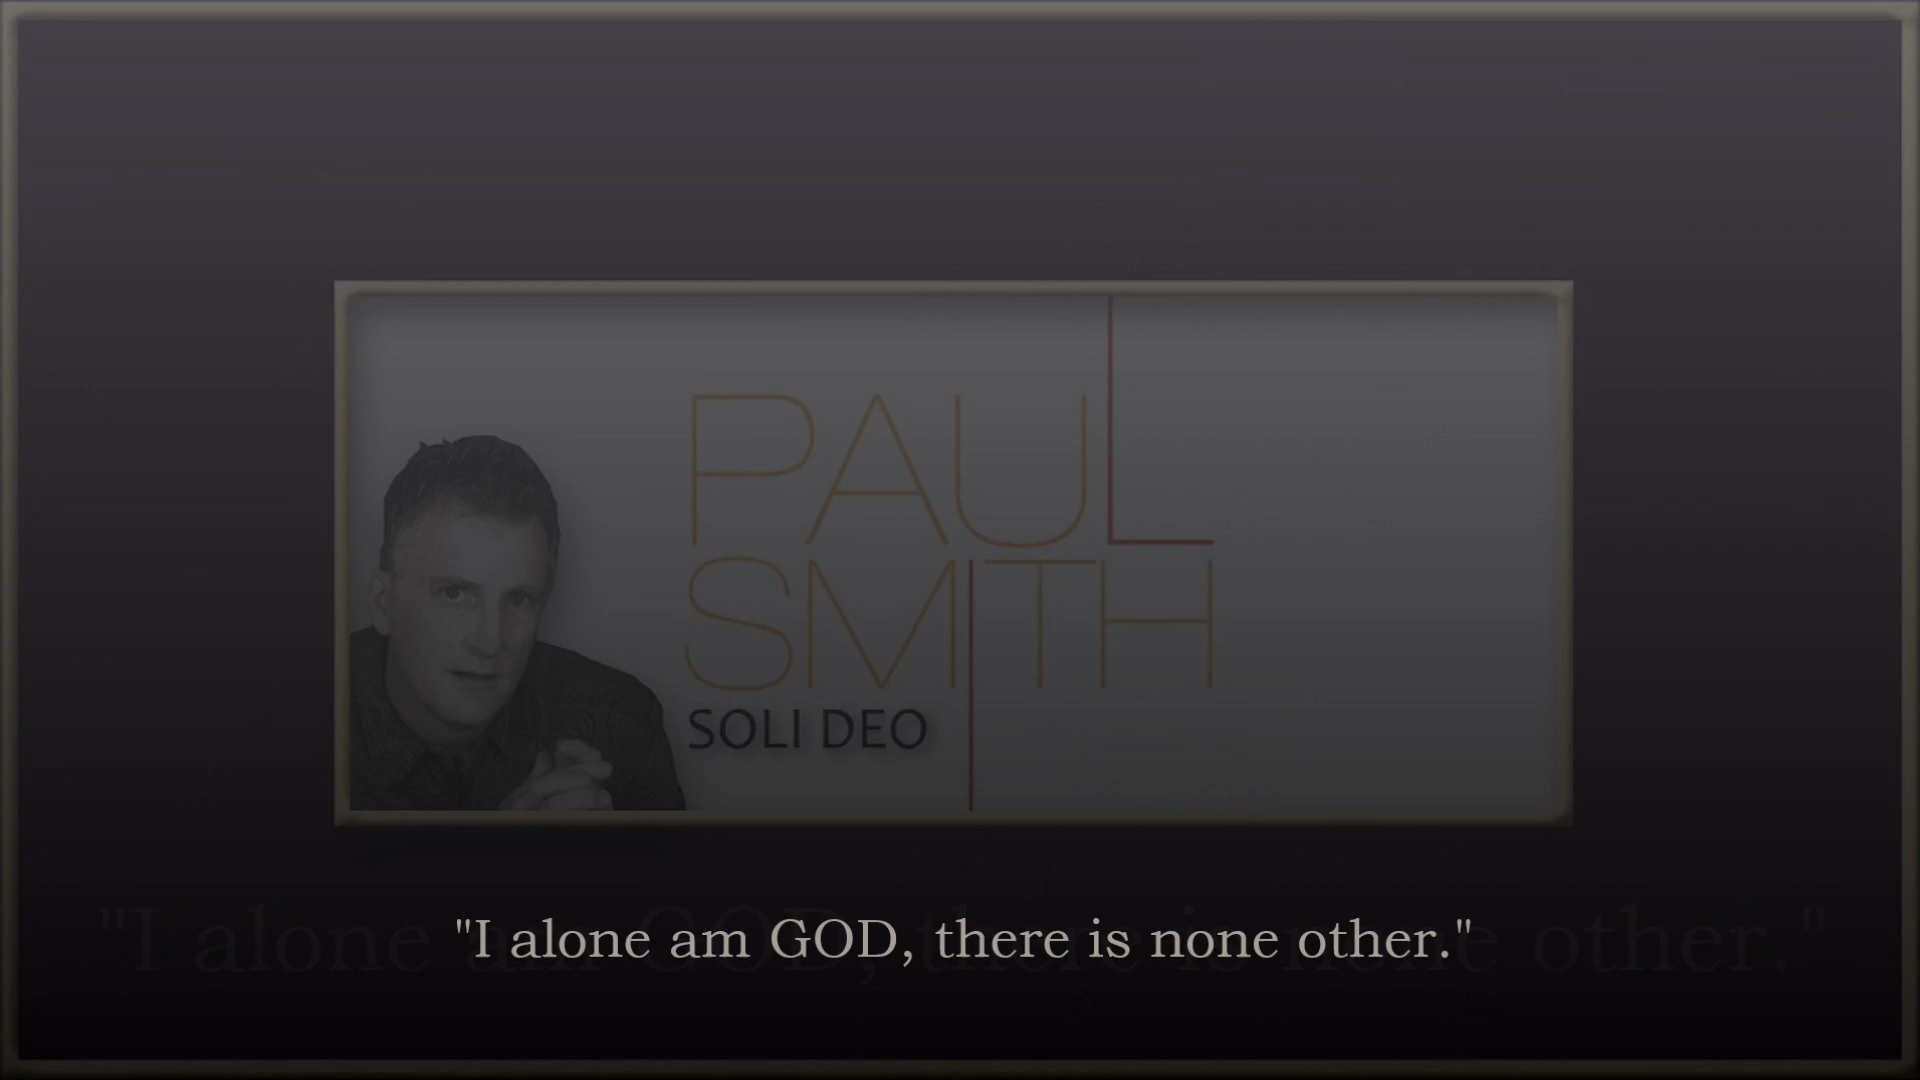 PAUL
SMITH
SOLI DEO
"I alone am GOD, there is none other."